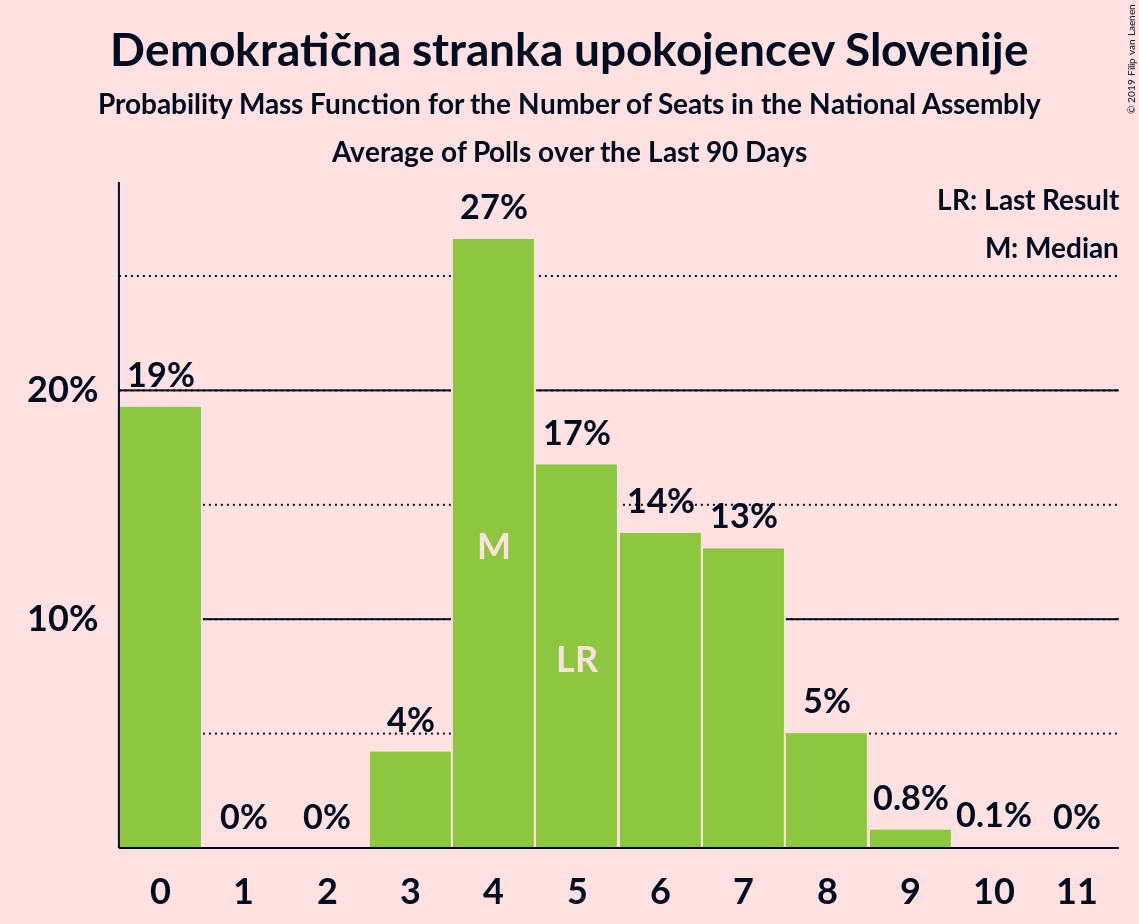 Demokratična stranka upokojencev Slovenije
Probability Mass Function for the Number of Seats in the National Assembly
Average of Polls over the Last 90 Days
© 2019 Filip van Laenen
LR: Last Result
M: Median
27%
19%
20%
17%
14%
13%
M
10%
LR
5%
4%
0.8%
0%
0%
0.1%
0%
0 1 2 3 4 5 6 7 8 9 10 11